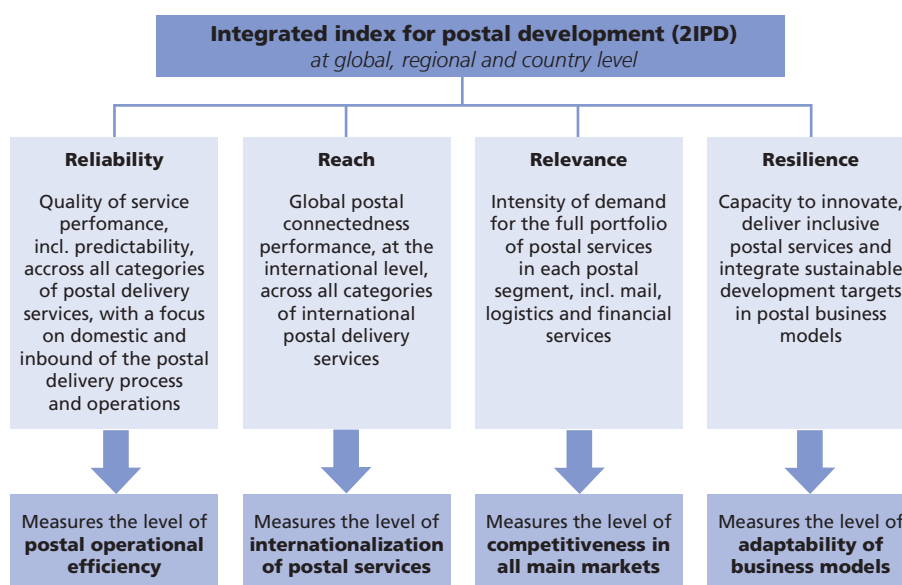 Integrated index for postal development (2IPD)
at global, regional and country level
Reliability
Quality of service
perfomance,
incl. predictability,
accross all categories
of postal delivery
services, with a focus
on domestic and
inbound of the postal
delivery process
and operations
Measures the level of
postal operational
efficiency
Reach
Global postal
connectedness
performance, at the
international level,
across all categories
of international
postal delivery
services
Measures the level of
internationalization
of postal services
Relevance
Intensity of demand
for the full portfolio
of postal services
in each postal
segment, incl. mail,
logistics and financial
services
Measures the level of
competitiveness in
all main markets
Resilience
Capacity to innovate,
deliver inclusive
postal services and
integrate sustainable
development targets
in postal business
models
Measures the level of
adaptability of
business models